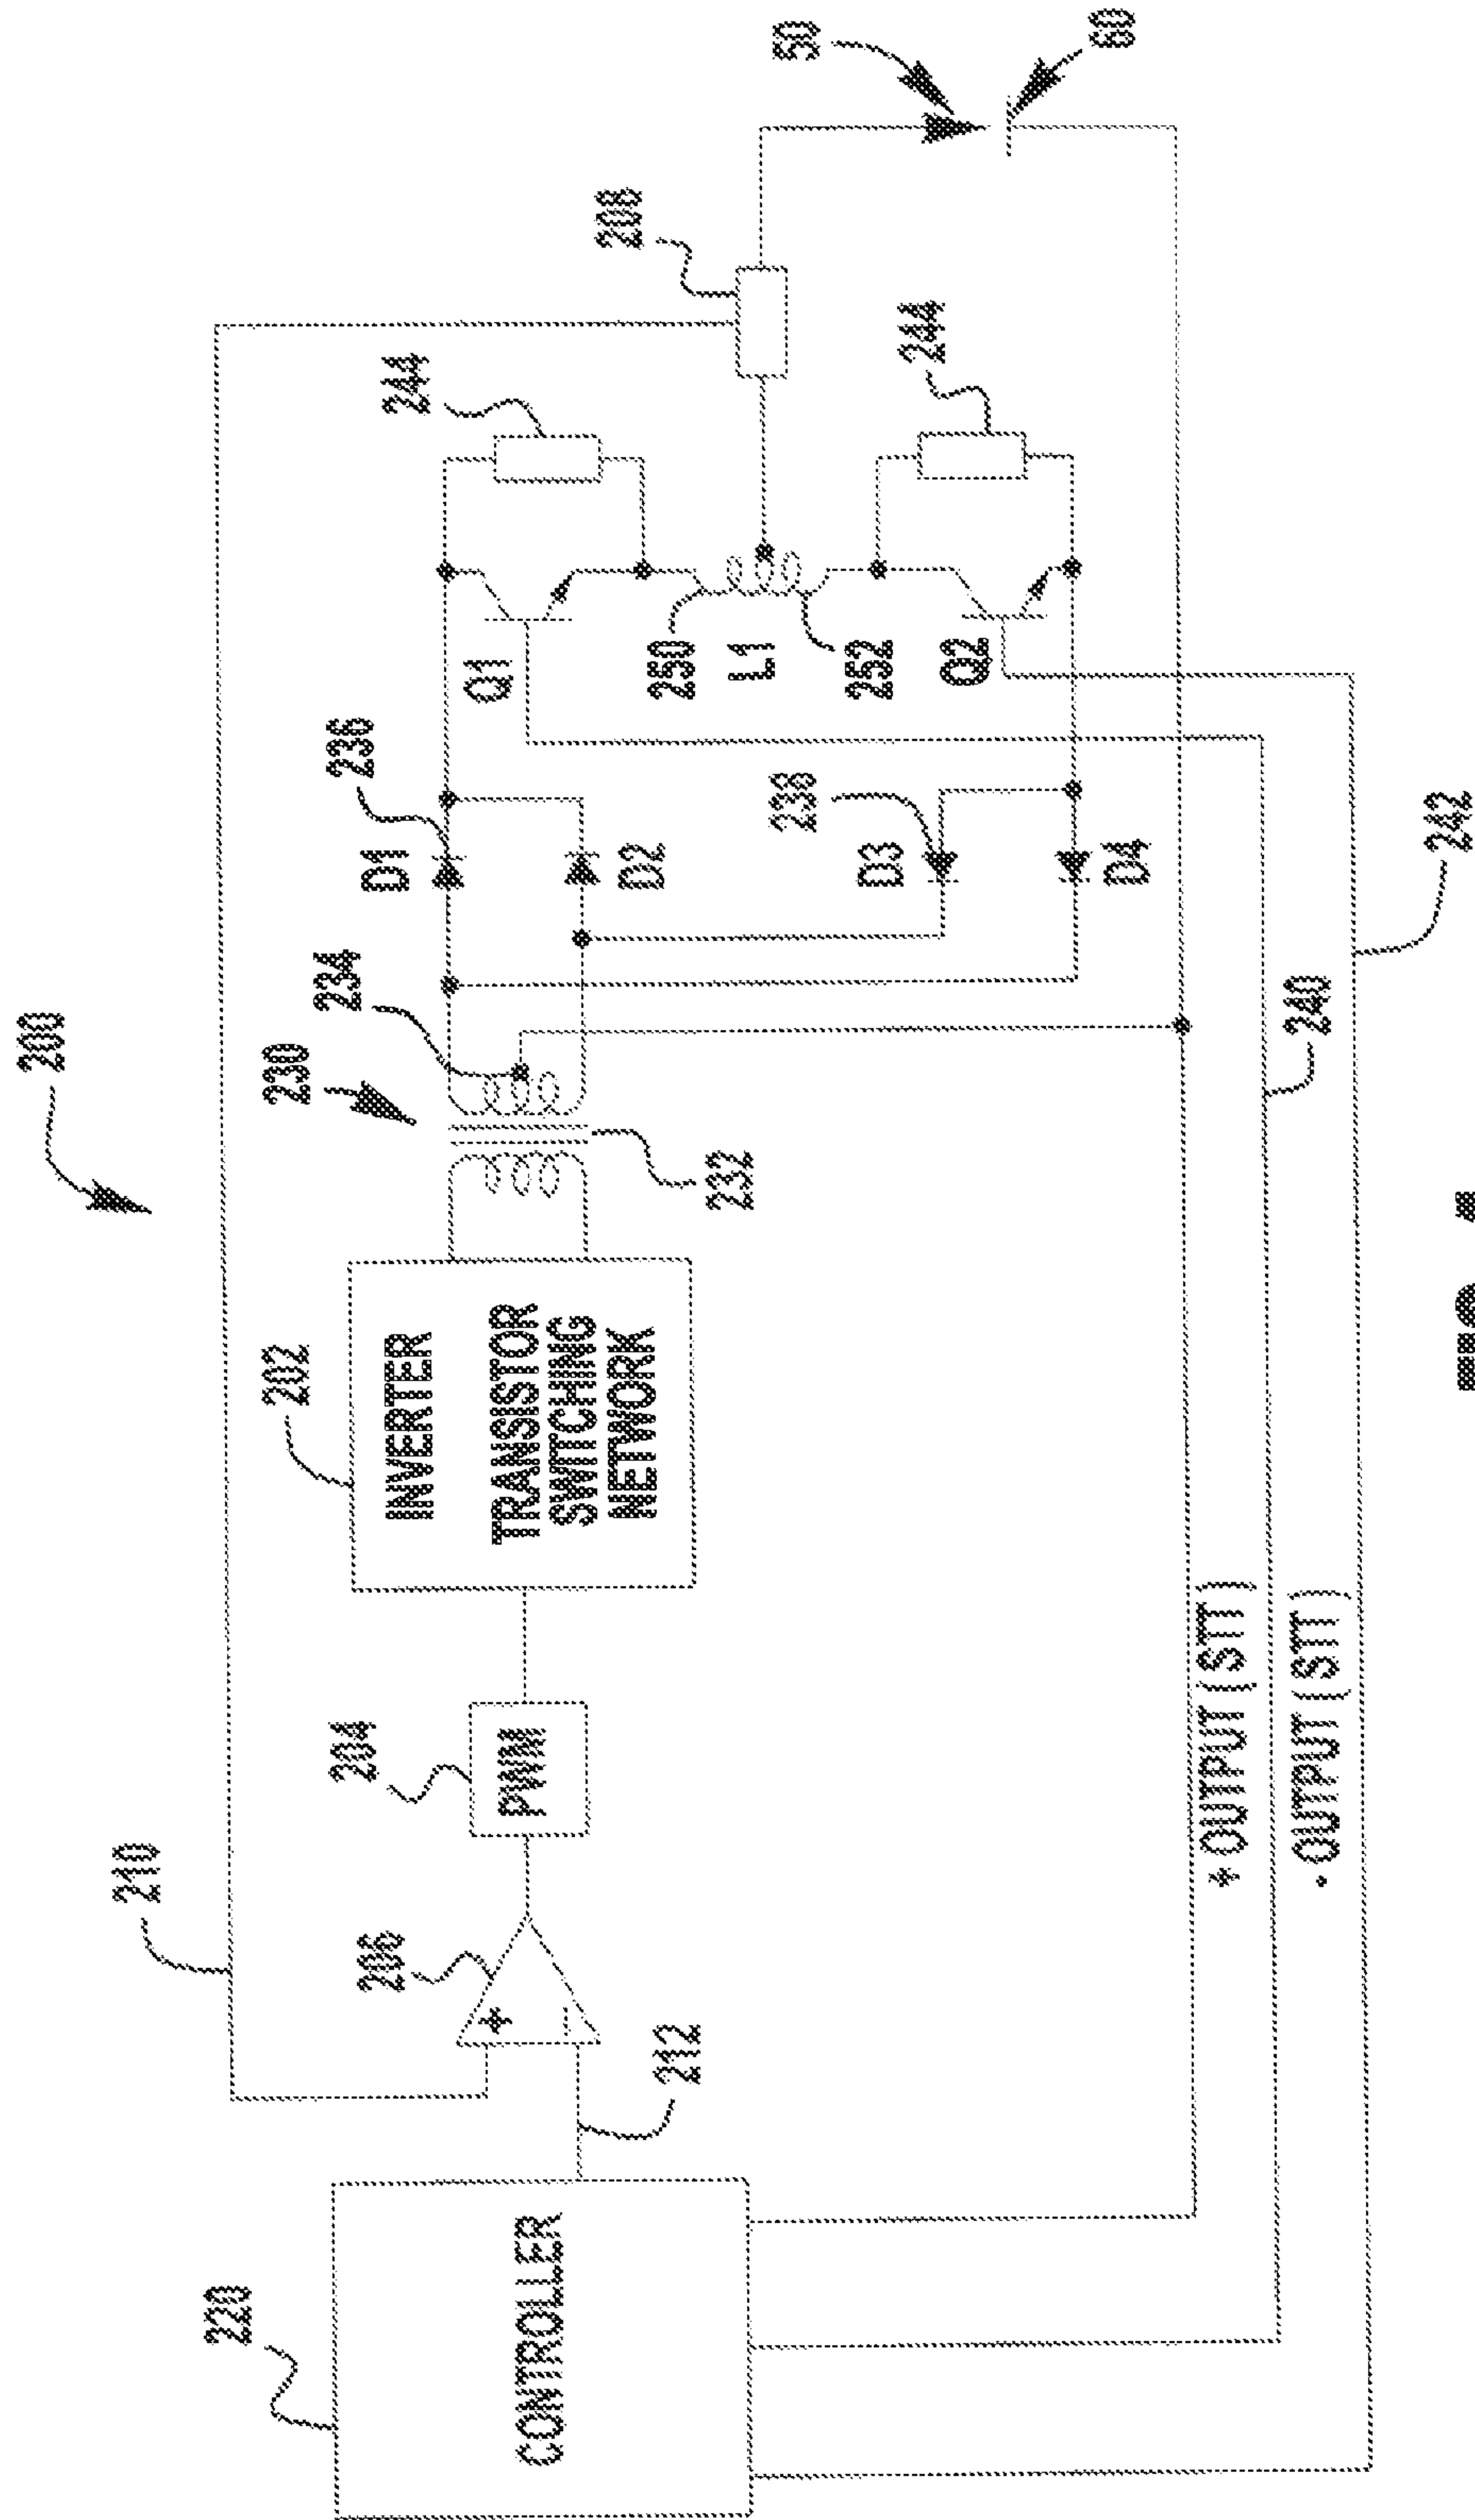 200
210
220
CONTROLLER
212
206
+
−
204
PWM
202
INVERTER
TRANSISTOR
SWITCHING
NETWORK
230
232
234
236
D1
D2
238
D3
D4
Q1
250
L1
252
Q2
244
244
208
50
60
+ OUTPUT (STT)
240
- OUTPUT (STT)
242